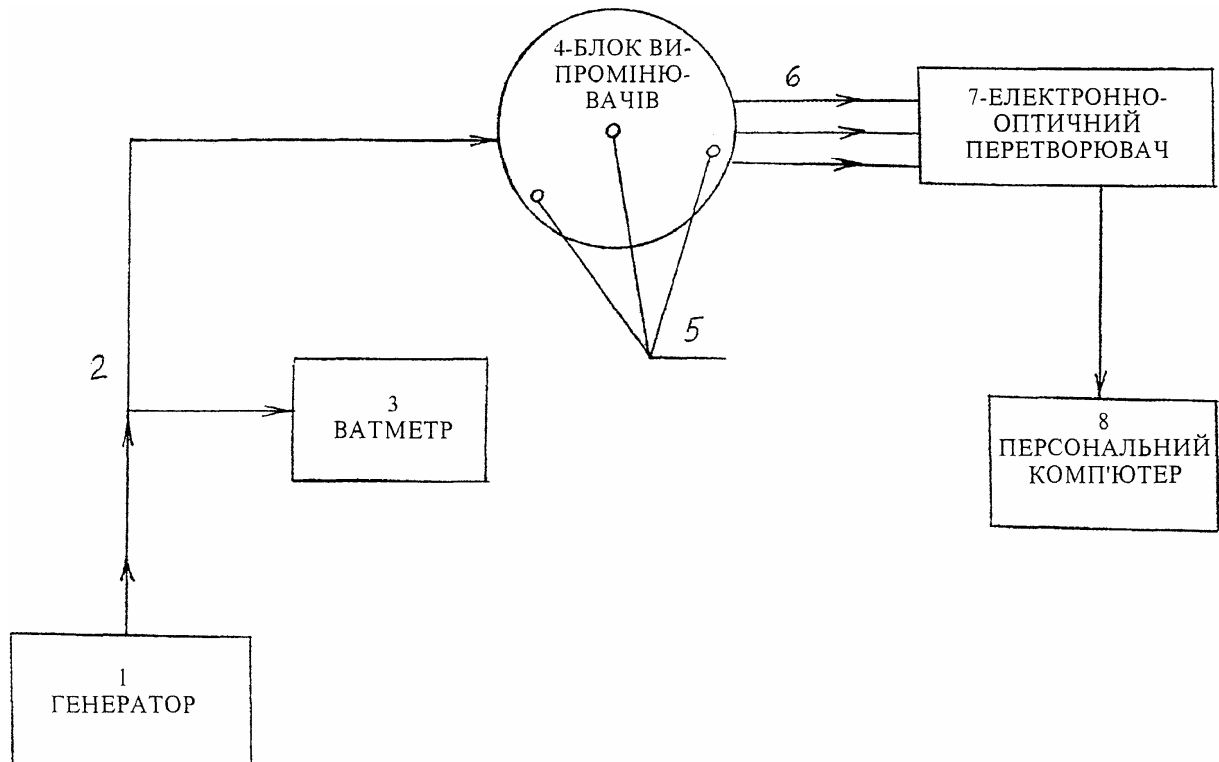 4-БЛОК ВИ-
ПРОМІНЮ-
ВАЧІВ
6
7-ЕЛЕКТРОННО-
ОПТИЧНИЙ
ПЕРЕТВОРЮВАЧ
5
2
3
ВАТМЕТР
8
ПЕРСОНАЛЬНИЙ
КОМП'ЮТЕР
1
ГЕНЕРАТОР